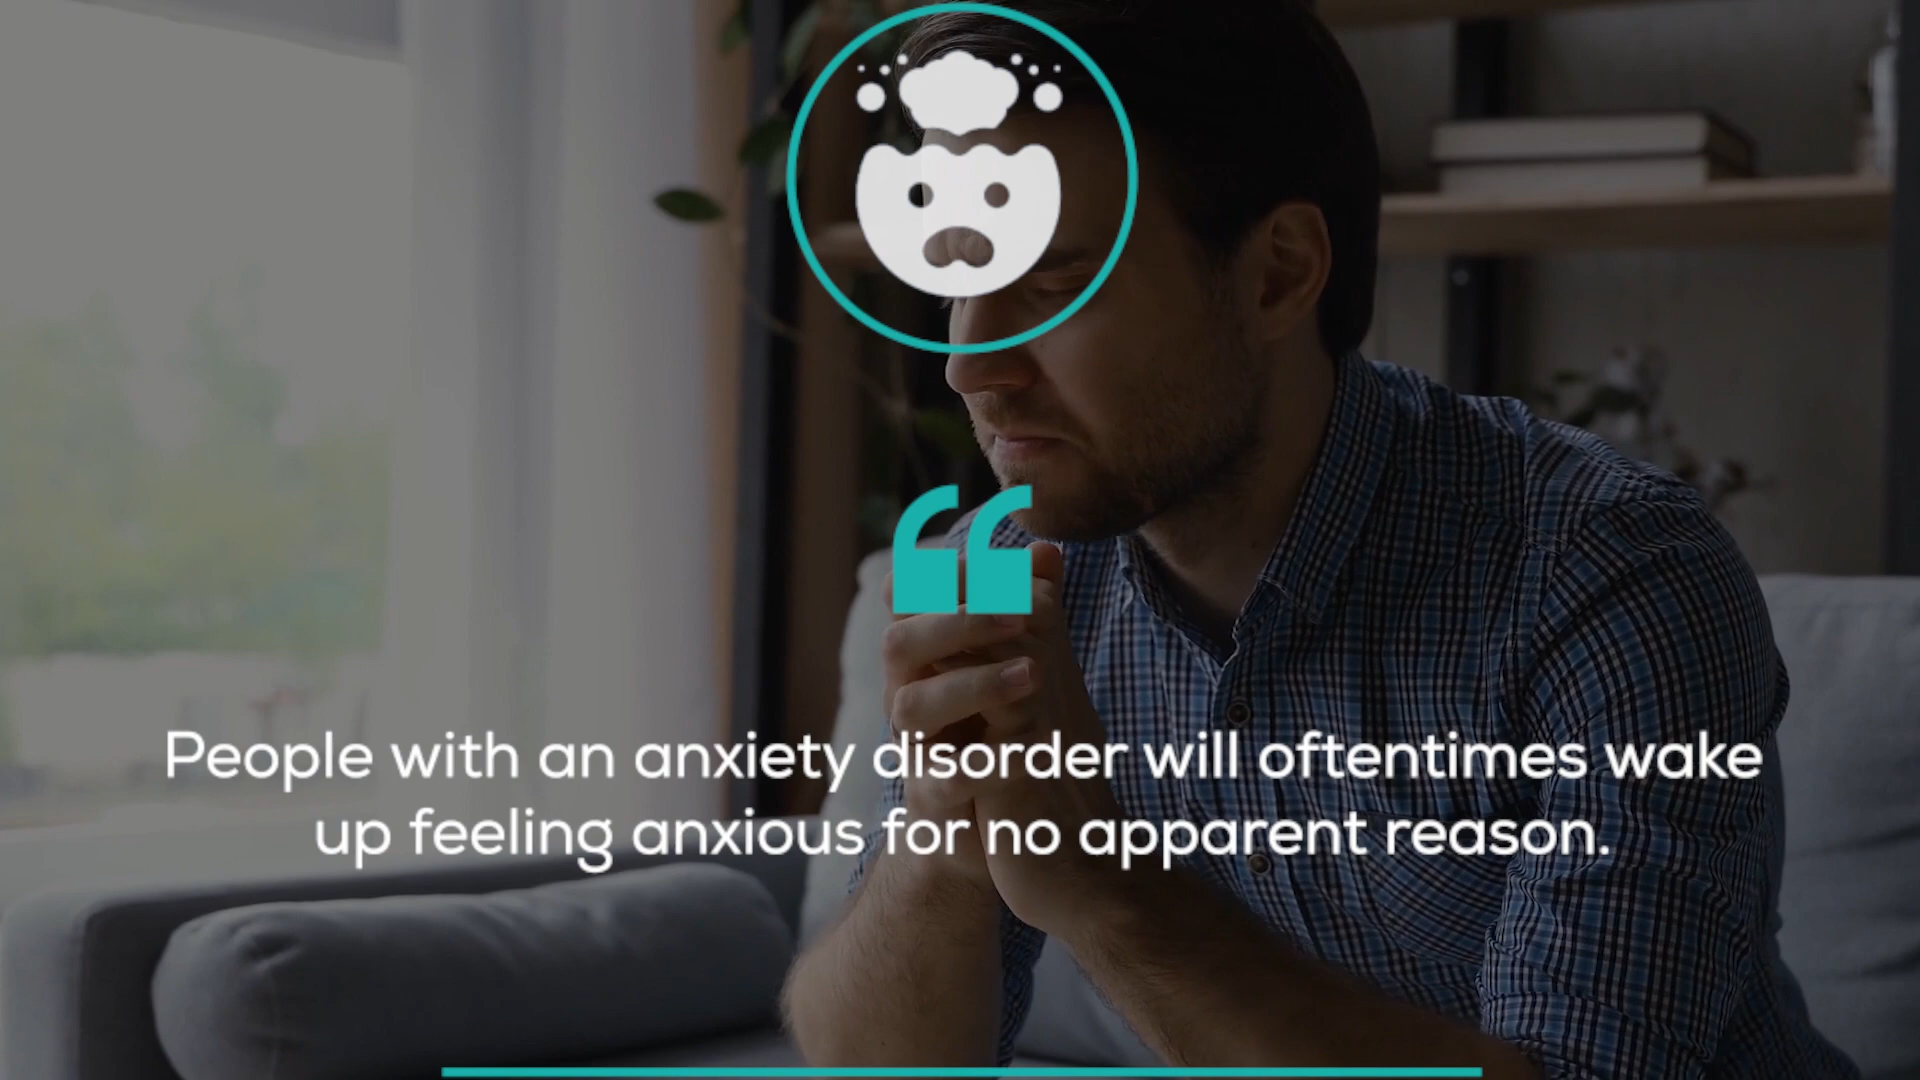 People with an anxiety disorder will oftentimes wake
up feeling anxious for no apparent reason.